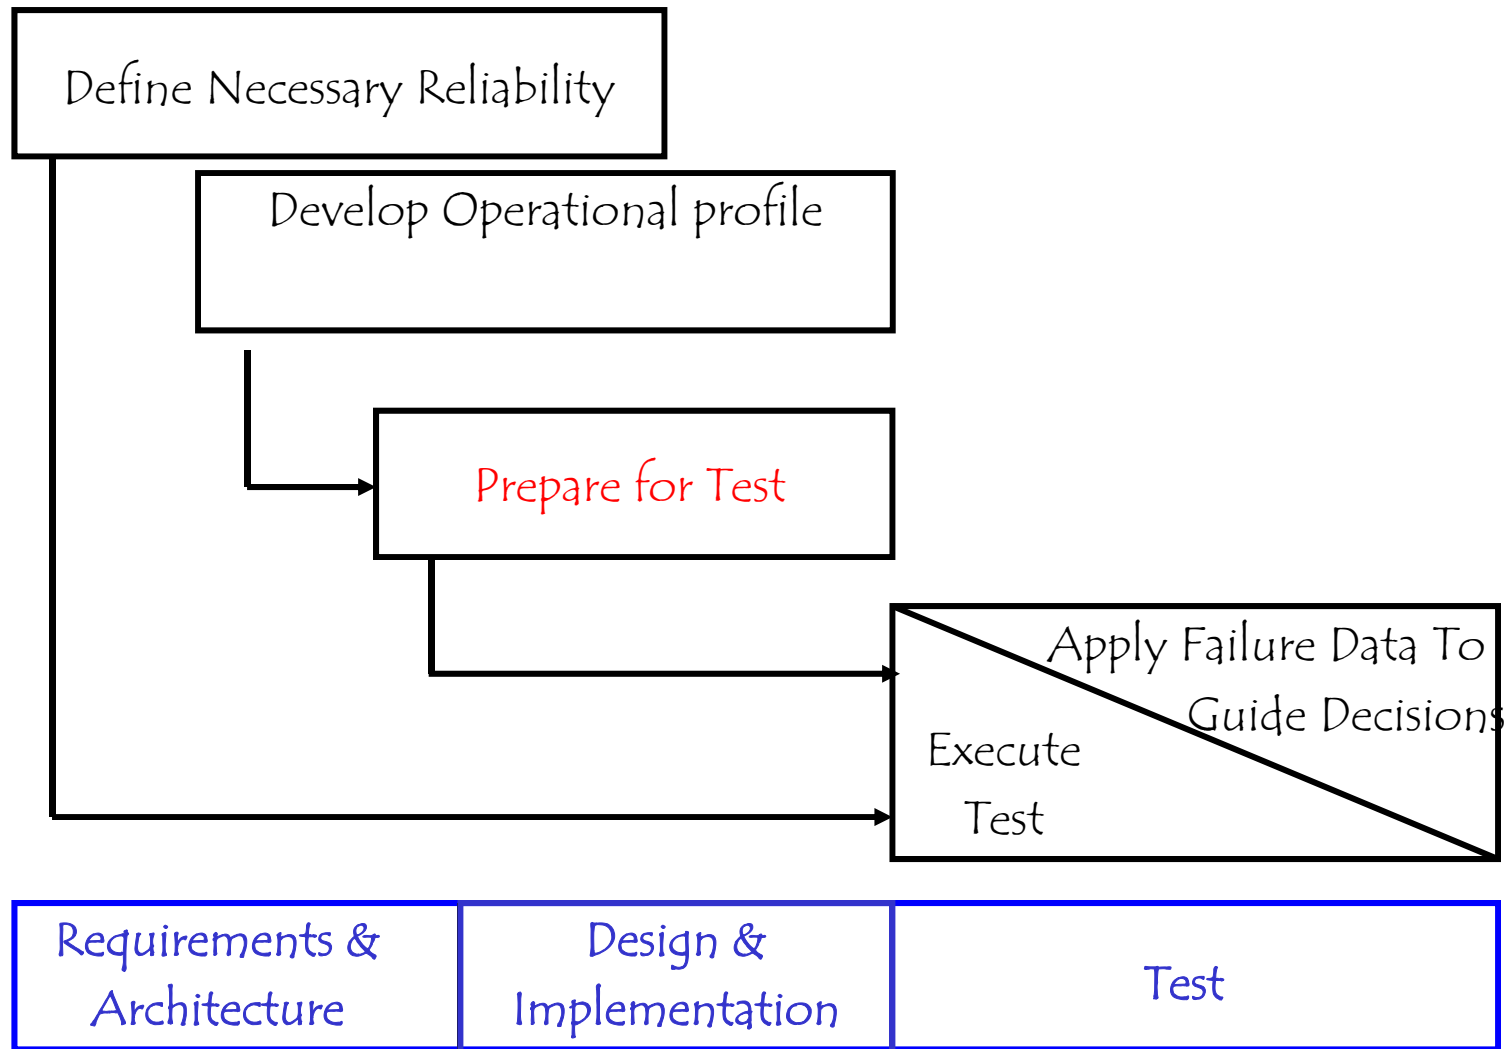 Define Necessary Reliability
Develop Operational profile
Prepare for Test
Apply Failure Data To
Guide Decisions
Execute
Test
Requirements &
Architecture
Design &
Implementation
Test